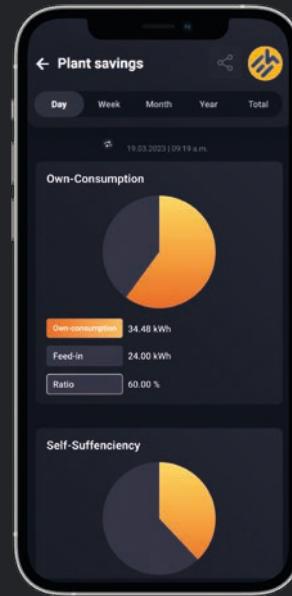 Plant savings
Day Week Month Year Total
19.03.2023 | 09:19 a.m.
Own-Consumption
Own-consumption 34.48 kWh
Feed-in 24.00 kWh
Ratio 60.00 %
Self-Suffenciency